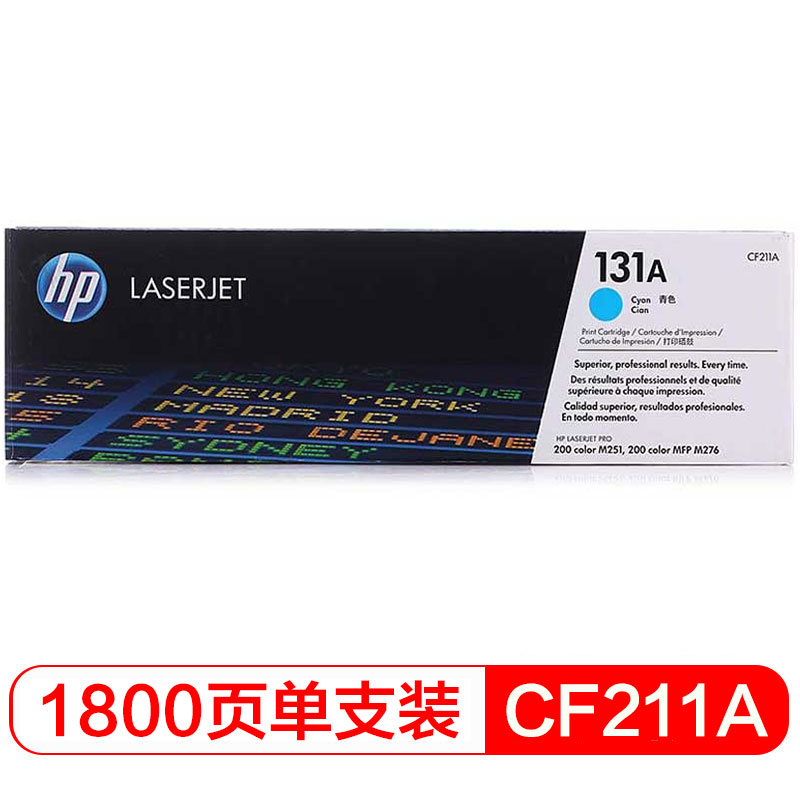 hp
LASERJET
131A
CF211A
Cyan 青色
Cian
Print Cartridge / Cartouche d'Impression /
Cartucho de Impresión / 打印硒鼓
Superior, professional results. Every time.
Des résultats professionnels et de qualité
supérieure à chaque impression.
Calidad superior, resultados profesionales.
En todo momento.
HP LASERJET PRO
200 color M251, 200 color MFP M276
14 HONG KONG
13 NEW YORK
MADRID
RIO DEJANE
SYDNEY
1800页单支装
CF211A